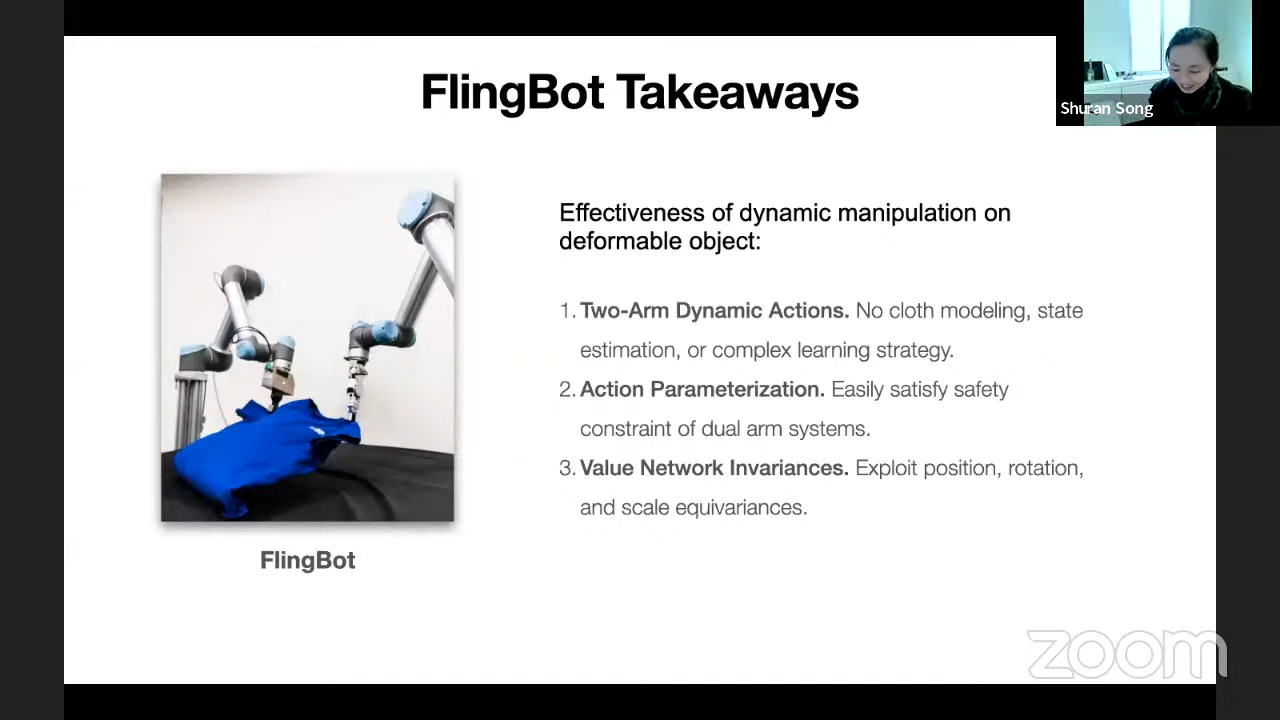 FlingBot Takeaways
Shuran Song
Effectiveness of dynamic manipulation on
deformable object:
1. Two-Arm Dynamic Actions. No cloth modeling, state
estimation, or complex learning strategy.
2. Action Parameterization. Easily satisfy safety
constraint of dual arm systems.
3. Value Network Invariances. Exploit position, rotation,
and scale equivariances.
FlingBot
zoom